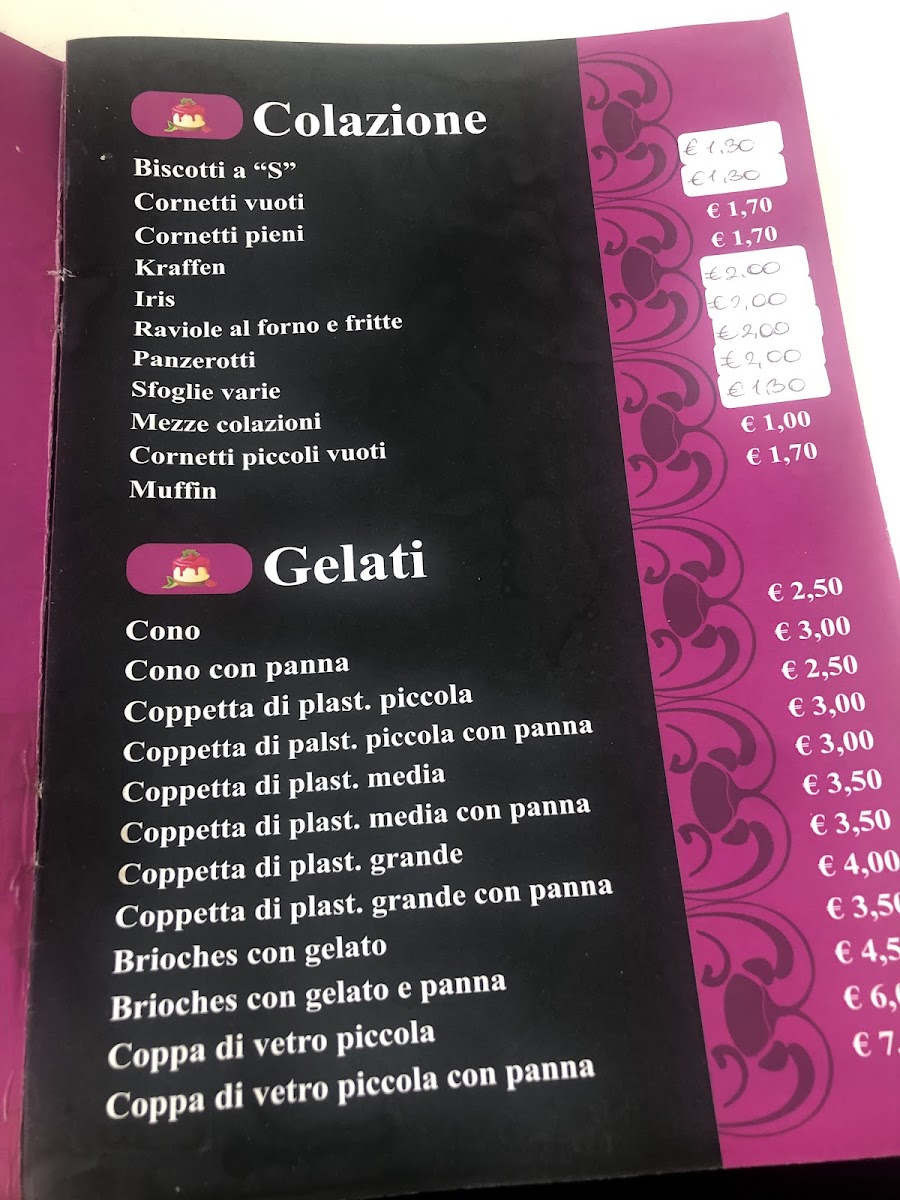 Colazione
Biscotti a “S” € 1,30
Cornetti vuoti € 1,30
Cornetti pieni € 1,70
Kraffen € 1,70
Iris € 2,00
Raviole al forno e fritte € 2,00
Panzerotti € 2,00
Sfoglie varie € 2,00
Mezze colazioni € 1,30
Cornetti piccoli vuoti € 1,00
Muffin € 1,70
Gelati
Cono € 2,50
Cono con panna € 3,00
Coppetta di plast. piccola € 2,50
Coppetta di palst. piccola con panna € 3,00
Coppetta di plast. media € 3,00
Coppetta di plast. media con panna € 3,50
Coppetta di plast. grande € 3,50
Coppetta di plast. grande con panna € 4,00
Brioches con gelato € 3,50
Brioches con gelato e panna € 4,5
Coppa di vetro piccola € 6,
Coppa di vetro piccola con panna € 7,